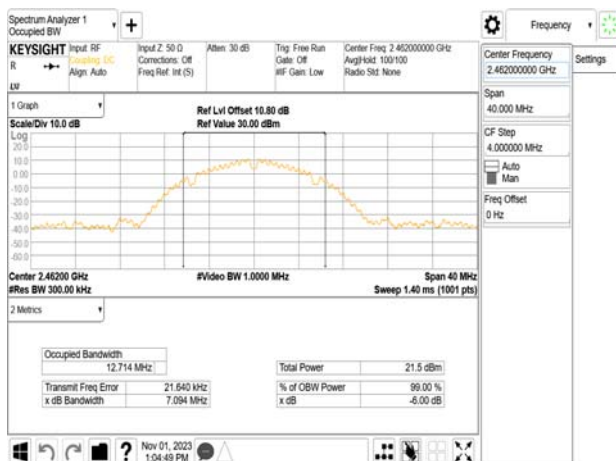 Spectrum Analyzer 1
Occupied BW
Frequency
KEYSIGHT
R
LXI
Input: RF
Coupling: DC
Align: Auto
Input Z: 50 Ω
Corrections: Off
Freq Ref: Int (S)
Atten: 30 dB
Trig: Free Run
Gate: Off
#IF Gain: Low
Center Freq: 2.462000000 GHz
Avg|Hold: 100/100
Radio Std: None
Center Frequency
2.462000000 GHz
Settings
Span
40.000 MHz
CF Step
4.000000 MHz
Auto
Man
Freq Offset
0 Hz
1 Graph
Scale/Div 10.0 dB
Ref Lvl Offset 10.80 dB
Ref Value 30.00 dBm
Log
20.0
10.0
0.00
-10.0
-20.0
-30.0
-40.0
-50.0
-60.0
Center 2.46200 GHz
#Res BW 300.00 kHz
#Video BW 1.0000 MHz
Span 40 MHz
Sweep 1.40 ms (1001 pts)
2 Metrics
Occupied Bandwidth
12.714 MHz
Transmit Freq Error 21.640 kHz
x dB Bandwidth 7.094 MHz
Total Power 21.5 dBm
% of OBW Power 99.00 %
x dB -6.00 dB
?
Nov 01, 2023
1:04:49 PM